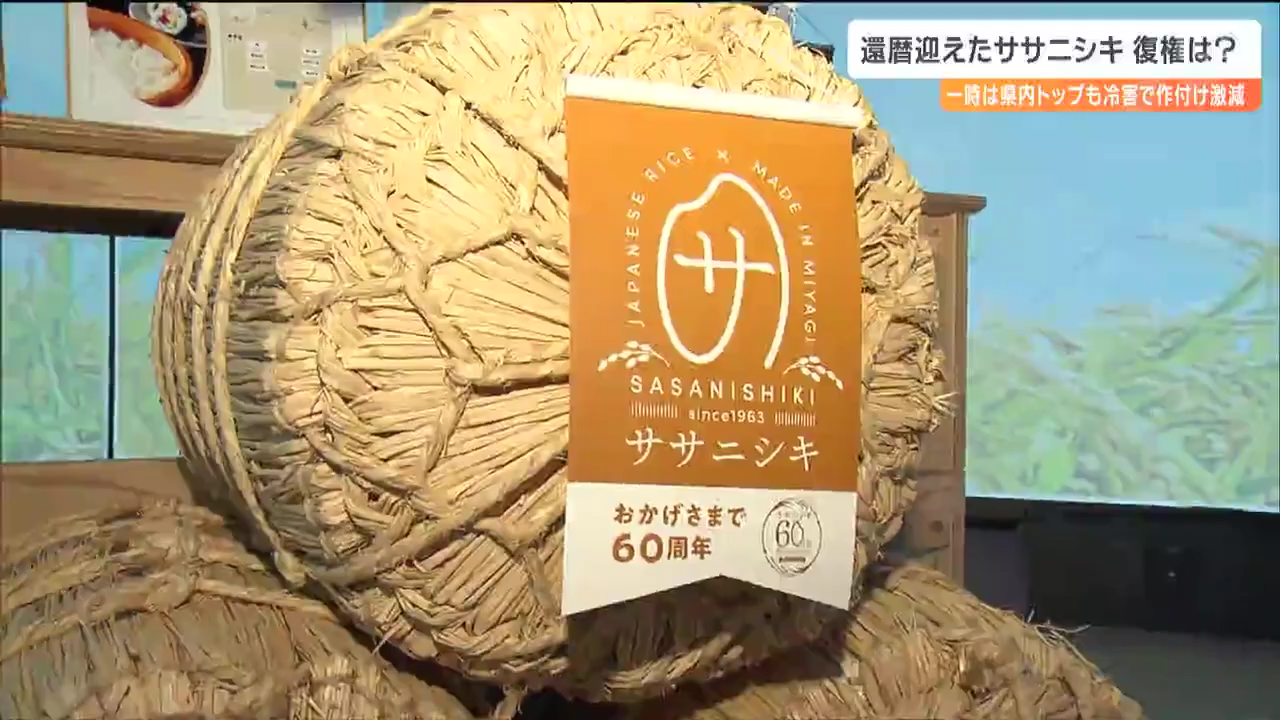 還暦迎えたササニシキ 復権は?
一時は県内トップも冷害で作付け激減
JAPANESE RICE × MADE IN MIYAGI
サ
SASANISHIKI
since1963
ササニシキ
おかげさまで
60周年
60